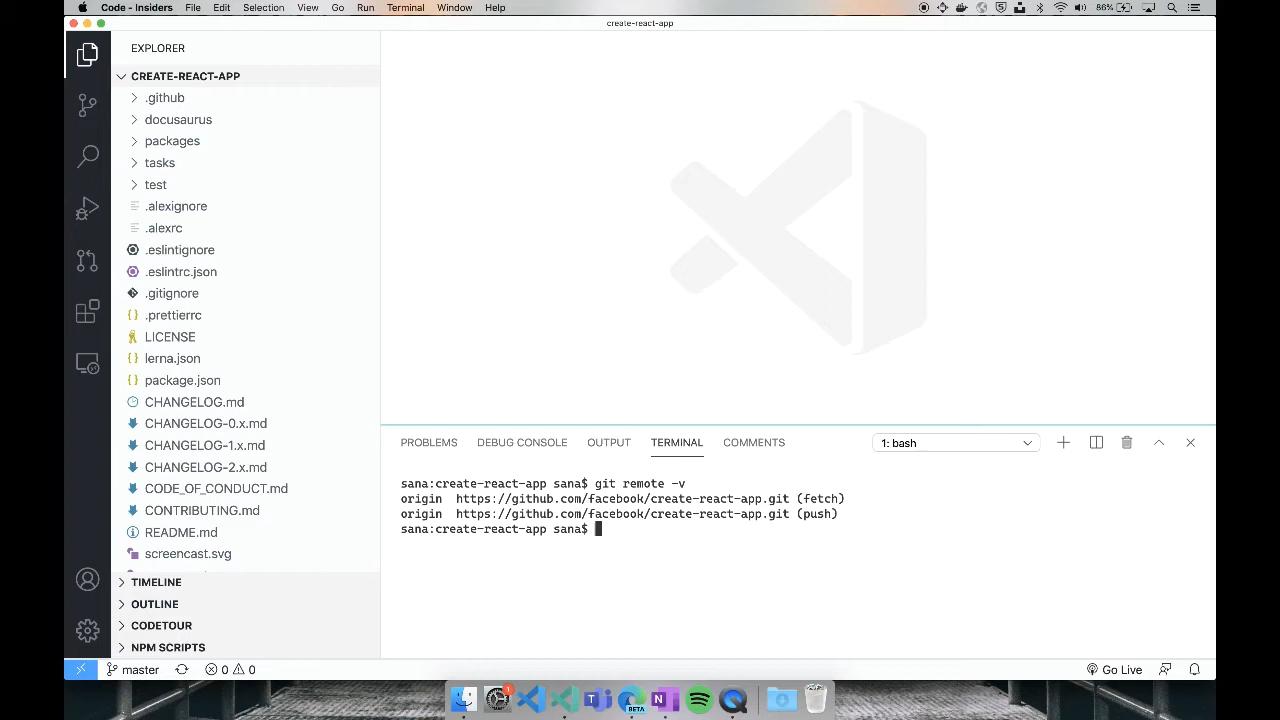 Code - Insiders File Edit Selection View Go Run Terminal Window Help 86%
create-react-app
EXPLORER
CREATE-REACT-APP
.github
docusaurus
packages
tasks
test
.alexignore
.alexrc
.eslintignore
.eslintrc.json
.gitignore
.prettierrc
LICENSE
lerna.json
package.json
CHANGELOG.md
CHANGELOG-0.x.md
CHANGELOG-1.x.md
CHANGELOG-2.x.md
CODE_OF_CONDUCT.md
CONTRIBUTING.md
README.md
screencast.svg
TIMELINE
OUTLINE
CODETOUR
NPM SCRIPTS
PROBLEMS DEBUG CONSOLE OUTPUT TERMINAL COMMENTS 1: bash
sana:create-react-app sana$ git remote -v
origin https://github.com/facebook/create-react-app.git (fetch)
origin https://github.com/facebook/create-react-app.git (push)
sana:create-react-app sana$
master 0 0 Go Live
1
BETA